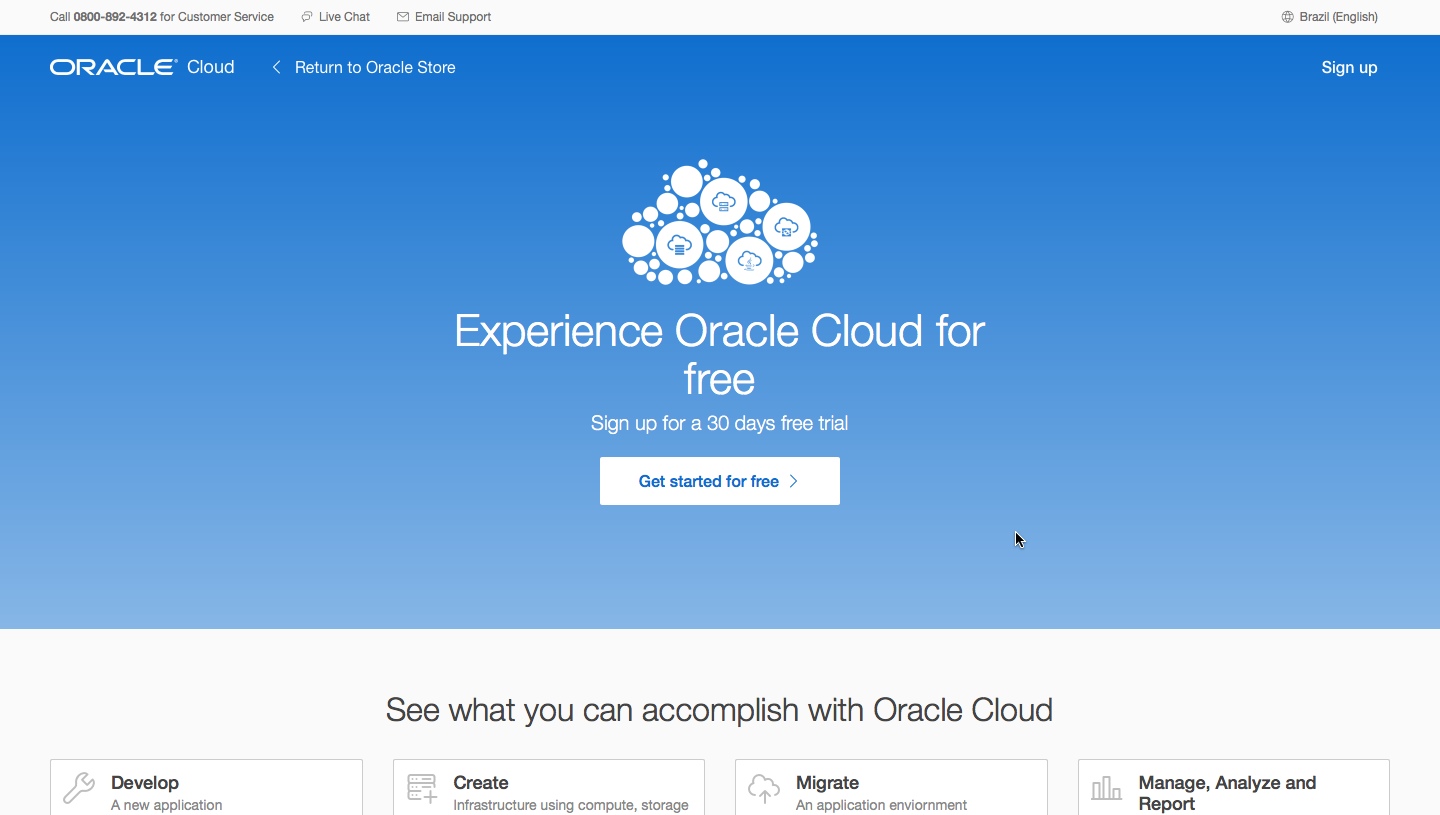 Call 0800-892-4312 for Customer Service
Live Chat
Email Support
Brazil (English)
ORACLE® Cloud
Return to Oracle Store
Sign up
Experience Oracle Cloud for
free
Sign up for a 30 days free trial
Get started for free
See what you can accomplish with Oracle Cloud
Develop
A new application
Create
Infrastructure using compute, storage
Migrate
An application enviornment
Manage, Analyze and
Report